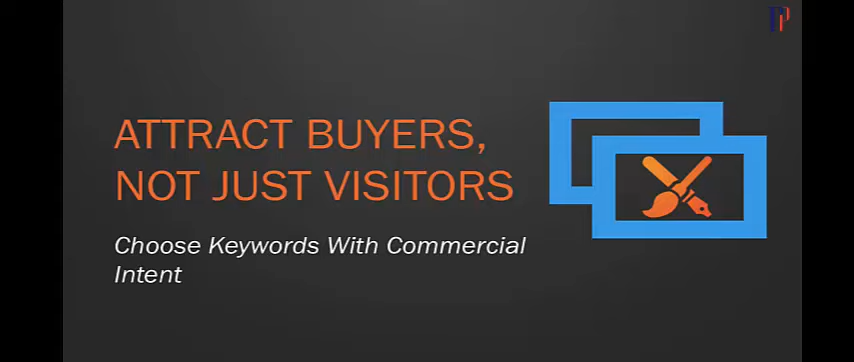 ATTRACT BUYERS,
NOT JUST VISITORS
Choose Keywords With Commercial
Intent